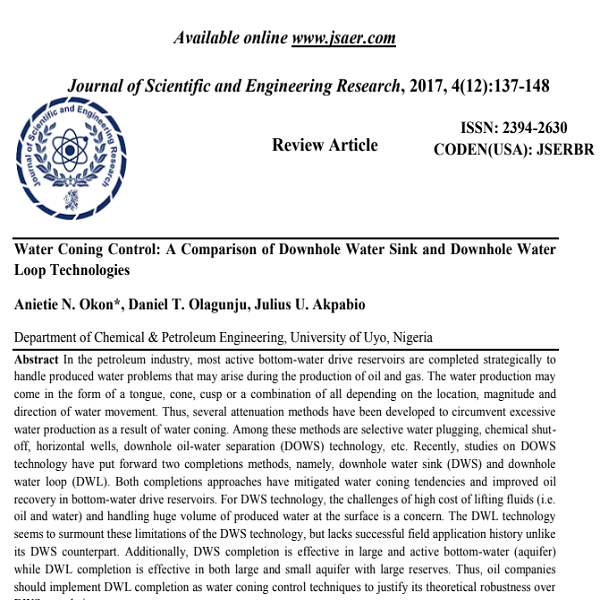 Available online www.jsaer.com
Journal of Scientific and Engineering Research, 2017, 4(12):137-148
Journal of Scientific and Engineering Research
Review Article
ISSN: 2394-2630
CODEN(USA): JSERBR
Water Coning Control: A Comparison of Downhole Water Sink and Downhole Water
Loop Technologies
Anietie N. Okon*, Daniel T. Olagunju, Julius U. Akpabio
Department of Chemical & Petroleum Engineering, University of Uyo, Nigeria
Abstract In the petroleum industry, most active bottom-water drive reservoirs are completed strategically to
handle produced water problems that may arise during the production of oil and gas. The water production may
come in the form of a tongue, cone, cusp or a combination of all depending on the location, magnitude and
direction of water movement. Thus, several attenuation methods have been developed to circumvent excessive
water production as a result of water coning. Among these methods are selective water plugging, chemical shut-
off, horizontal wells, downhole oil-water separation (DOWS) technology, etc. Recently, studies on DOWS
technology have put forward two completions methods, namely, downhole water sink (DWS) and downhole
water loop (DWL). Both completions approaches have mitigated water coning tendencies and improved oil
recovery in bottom-water drive reservoirs. For DWS technology, the challenges of high cost of lifting fluids (i.e.
oil and water) and handling huge volume of produced water at the surface is a concern. The DWL technology
seems to surmount these limitations of the DWS technology, but lacks successful field application history unlike
its DWS counterpart. Additionally, DWS completion is effective in large and active bottom-water (aquifer)
while DWL completion is effective in both large and small aquifer with large reserves. Thus, oil companies
should implement DWL completion as water coning control techniques to justify its theoretical robustness over